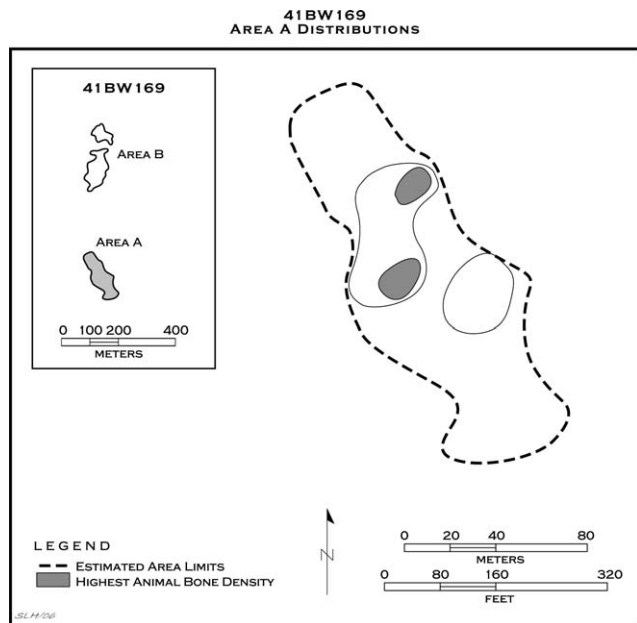 41BW169
Area A Distributions
41BW169
Area B
Area A
0 100 200 400
METERS
N
0 20 40 80
METERS
0 80 160 320
FEET
LEGEND
Estimated Area Limits
Highest Animal Bone Density
SLH/06